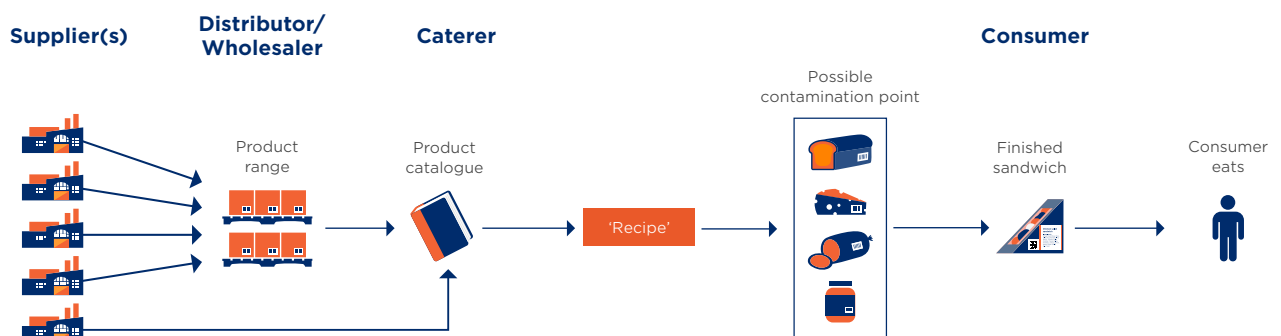 Supplier(s)
Distributor/
Wholesaler
Caterer
Consumer
Possible
contamination point
Product
range
Product
catalogue
'Recipe'
Finished
sandwich
Consumer
eats